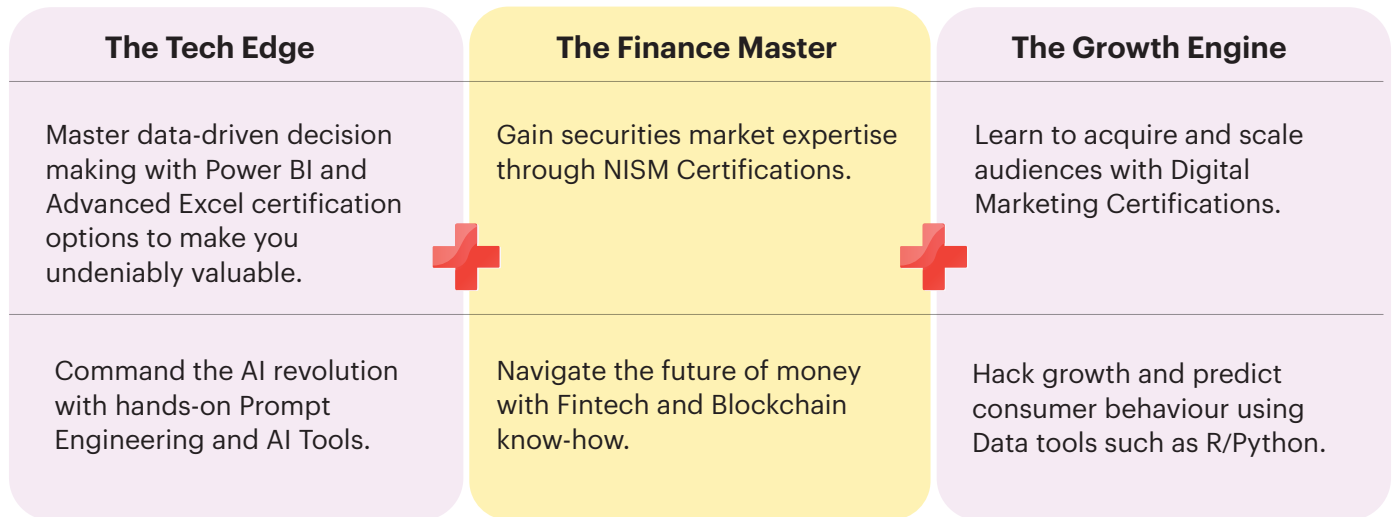 The Tech Edge
Master data-driven decision
making with Power BI and
Advanced Excel certification
options to make you
undeniably valuable.
Command the AI revolution
with hands-on Prompt
Engineering and AI Tools.
The Finance Master
Gain securities market expertise
through NISM Certifications.
Navigate the future of money
with Fintech and Blockchain
know-how.
The Growth Engine
Learn to acquire and scale
audiences with Digital
Marketing Certifications.
Hack growth and predict
consumer behaviour using
Data tools such as R/Python.